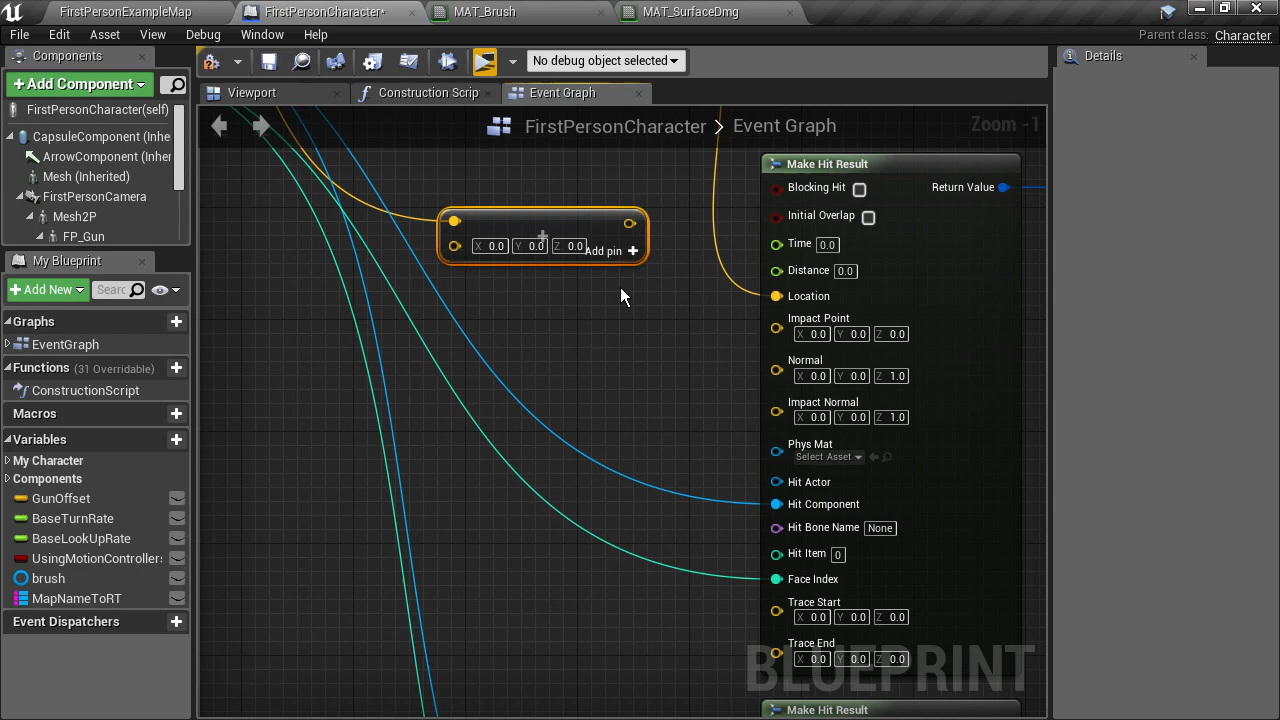 FirstPersonExampleMap
FirstPersonCharacter*
MAT_Brush
MAT_SurfaceDmg
File Edit Asset View Debug Window Help
Parent class: Character
Components
Add Component
FirstPersonCharacter(self)
CapsuleComponent (Inhe
ArrowComponent (Inher
Mesh (Inherited)
FirstPersonCamera
Mesh2P
FP_Gun
My Blueprint
Add New
Searc
Graphs
EventGraph
Functions (31 Overridable)
ConstructionScript
Macros
Variables
My Character
Components
GunOffset
BaseTurnRate
BaseLookUpRate
UsingMotionControllers
brush
MapNameToRT
Event Dispatchers
No debug object selected
Viewport
Construction Scrip
Event Graph
FirstPersonCharacter > Event Graph
Zoom -1
X 0.0 Y 0.0 Z 0.0
Add pin +
Make Hit Result
Blocking Hit
Return Value
Initial Overlap
Time 0.0
Distance 0.0
Location
Impact Point
X 0.0 Y 0.0 Z 0.0
Normal
X 0.0 Y 0.0 Z 1.0
Impact Normal
X 0.0 Y 0.0 Z 1.0
Phys Mat
Select Asset
Hit Actor
Hit Component
Hit Bone Name None
Hit Item 0
Face Index
Trace Start
X 0.0 Y 0.0 Z 0.0
Trace End
X 0.0 Y 0.0 Z 0.0
BLUEPRINT
Make Hit Result
Details